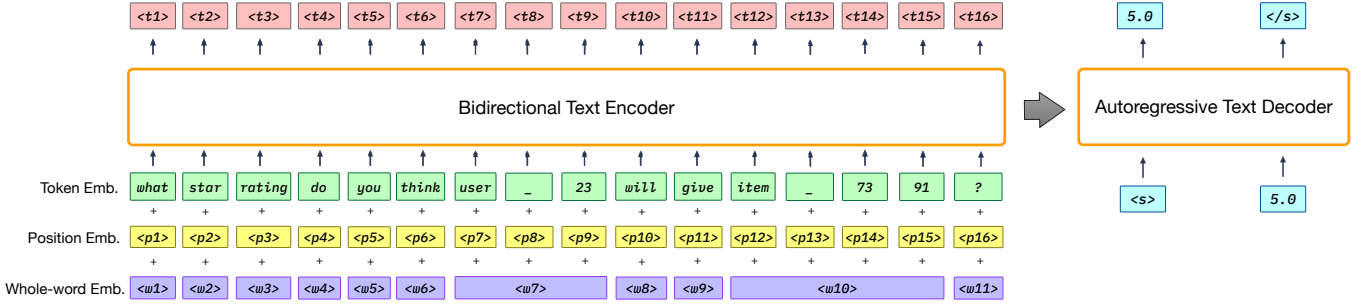 <t1> <t2> <t3> <t4> <t5> <t6> <t7> <t8> <t9> <t10> <t11> <t12> <t13> <t14> <t15> <t16> 5.0 </s>
Bidirectional Text Encoder Autoregressive Text Decoder
Token Emb. what star rating do you think user _ 23 will give item _ 73 91 ? <s> 5.0
+ + + + + + + + + + + + + + + +
Position Emb. <p1> <p2> <p3> <p4> <p5> <p6> <p7> <p8> <p9> <p10> <p11> <p12> <p13> <p14> <p15> <p16>
+ + + + + + + + + + + + + + + +
Whole-word Emb. <w1> <w2> <w3> <w4> <w5> <w6> <w7> <w8> <w9> <w10> <w11>